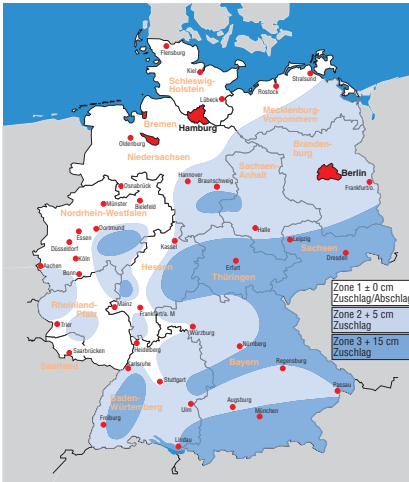 Flensburg
Kiel
Schleswig-
Holstein
Stralsund
Rostock
Lübeck
Mecklenburg-
Vorpommern
Bremen
Hamburg
Oldenburg
Niedersachsen
Branden-
burg
Berlin
Sachsen-
Anhalt
Hannover
Braunschweig
Osnabrück
Frankfurt/o.
Münster
Bielefeld
Nordrhein-Westfalen
Dortmund
Essen
Düsseldorf
Kassel
Halle
Leipzig
Sachsen
Dresden
Köln
Aachen
Bonn
Hessen
Erfurt
Thüringen
Rheinland-
Pfalz
Mainz
Frankfurt/a. M
Zone 1 ± 0 cm
Zuschlag/Abschlag
Zone 2 + 5 cm
Zuschlag
Zone 3 + 15 cm
Zuschlag
Trier
Würzburg
Saarbrücken
Saarland
Heidelberg
Nürnberg
Karlsruhe
Bayern
Regensburg
Stuttgart
Passau
Baden-
Würtemberg
Ulm
Augsburg
München
Freiburg
Lindau